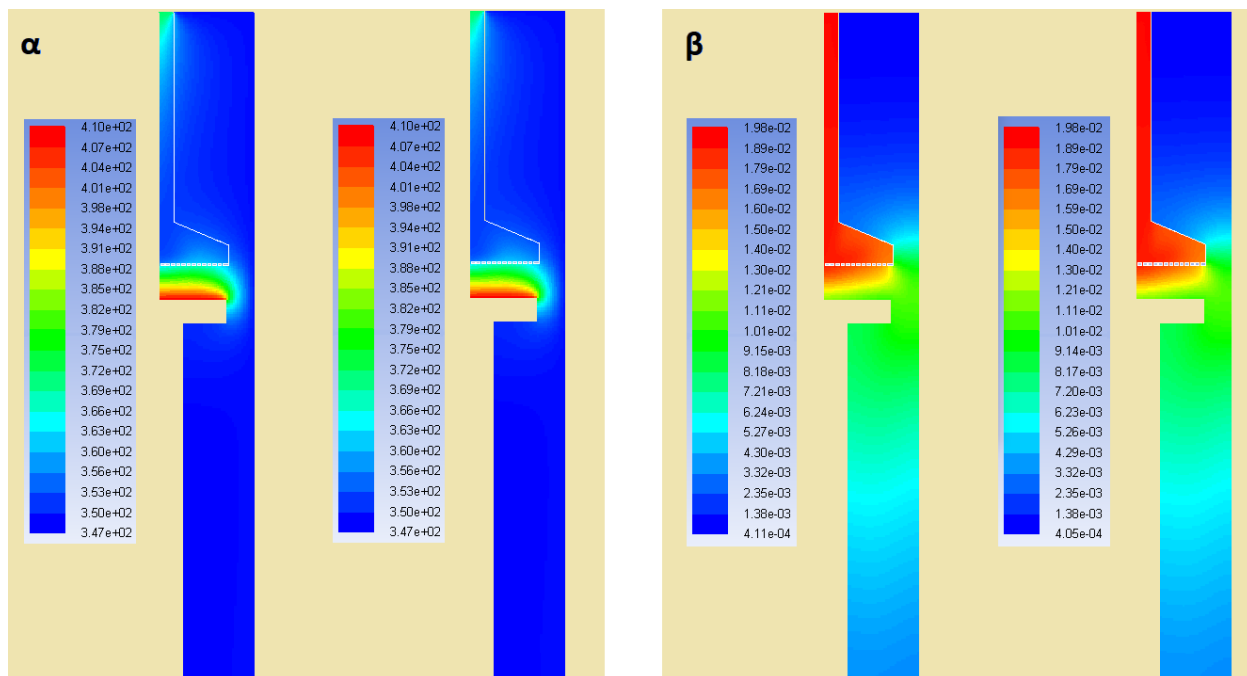 α
4.10e+02
4.07e+02
4.04e+02
4.01e+02
3.98e+02
3.94e+02
3.91e+02
3.88e+02
3.85e+02
3.82e+02
3.79e+02
3.75e+02
3.72e+02
3.69e+02
3.66e+02
3.63e+02
3.60e+02
3.56e+02
3.53e+02
3.50e+02
3.47e+02
4.10e+02
4.07e+02
4.04e+02
4.01e+02
3.98e+02
3.94e+02
3.91e+02
3.88e+02
3.85e+02
3.82e+02
3.79e+02
3.75e+02
3.72e+02
3.69e+02
3.66e+02
3.63e+02
3.60e+02
3.56e+02
3.53e+02
3.50e+02
3.47e+02
β
1.98e-02
1.89e-02
1.79e-02
1.69e-02
1.60e-02
1.50e-02
1.40e-02
1.30e-02
1.21e-02
1.11e-02
1.01e-02
9.15e-03
8.18e-03
7.21e-03
6.24e-03
5.27e-03
4.30e-03
3.32e-03
2.35e-03
1.38e-03
4.11e-04
1.98e-02
1.89e-02
1.79e-02
1.69e-02
1.59e-02
1.50e-02
1.40e-02
1.30e-02
1.21e-02
1.11e-02
1.01e-02
9.14e-03
8.17e-03
7.20e-03
6.23e-03
5.26e-03
4.29e-03
3.32e-03
2.35e-03
1.38e-03
4.05e-04